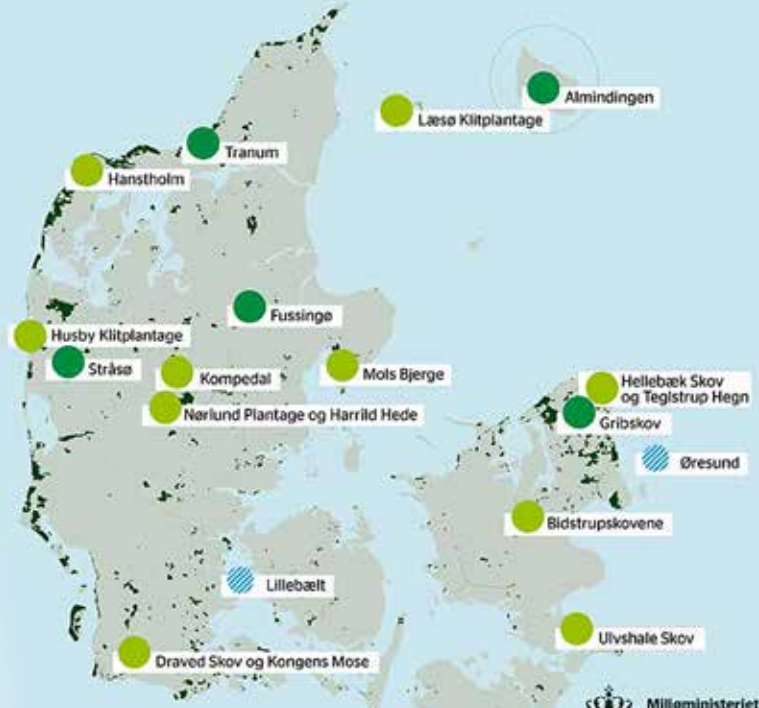 Almindingen
Læsø Klitplantage
Tranum
Hanstholm
Fussingø
Husby Klitplantage
Stråsø
Kompedal
Mols Bjerge
Hellebæk Skov
og Teglstrup Hegn
Nørlund Plantage og Harrild Hede
Gribskov
Øresund
Bidstrupskovene
Lillebælt
Ulvshale Skov
Draved Skov og Kongens Mose
Miljøministeriet